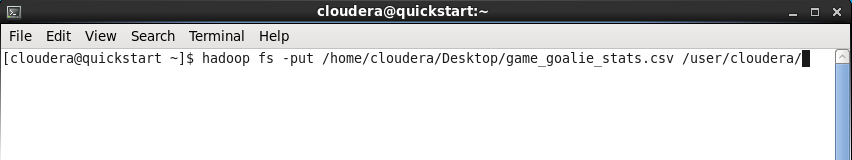 cloudera@quickstart:~
File Edit View Search Terminal Help
[cloudera@quickstart ~]$ hadoop fs -put /home/cloudera/Desktop/game_goalie_stats.csv /user/cloudera/